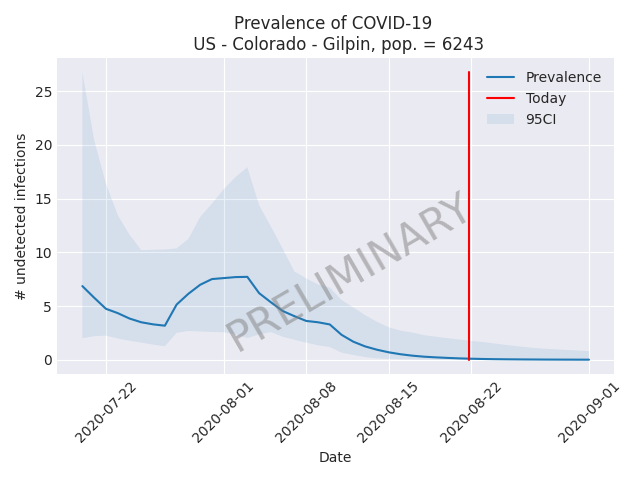 Prevalence of COVID-19
US - Colorado - Gilpin, pop. = 6243
Prevalence
Today
95CI
# undetected infections
25
20
15
10
5
0
PRELIMINARY
2020-07-22
2020-08-01
2020-08-08
2020-08-15
2020-08-22
2020-09-01
Date